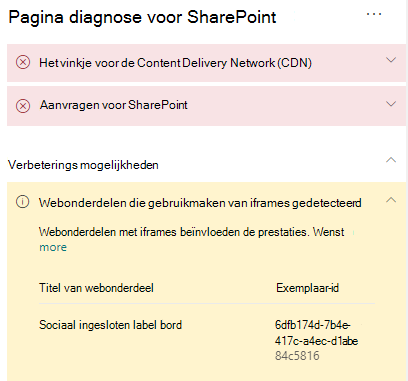 Pagina diagnose voor SharePoint
Het vinkje voor de Content Delivery Network (CDN)
Aanvragen voor SharePoint
Verbeterings mogelijkheden
Webonderdelen die gebruikmaken van iframes gedetecteerd
Webonderdelen met iframes beïnvloeden de prestaties. Wenst
more
Titel van webonderdeel Exemplaar-id
Sociaal ingesloten label bord 6dfb174d-7b4e-
417c-a4ec-d1abe
84c5816